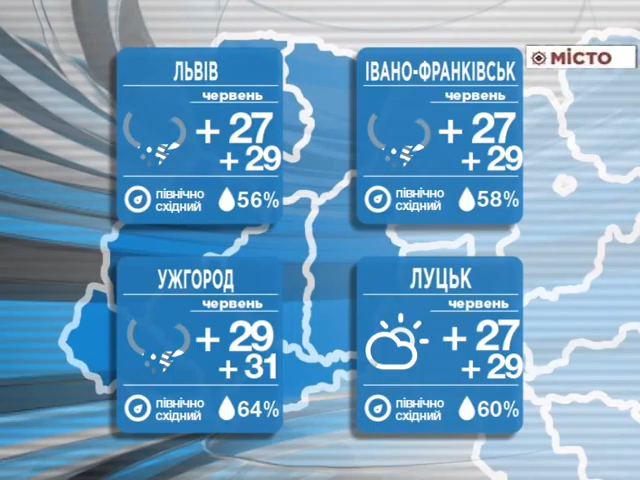 МІСТО
ЛЬВІВ
червень
+ 27
+ 29
північно
східний
56%
ІВАНО-ФРАНКІВСЬК
червень
+ 27
+ 29
північно
східний
58%
УЖГОРОД
червень
+ 29
+ 31
північно
східний
64%
ЛУЦЬК
червень
+ 27
+ 29
північно
східний
60%